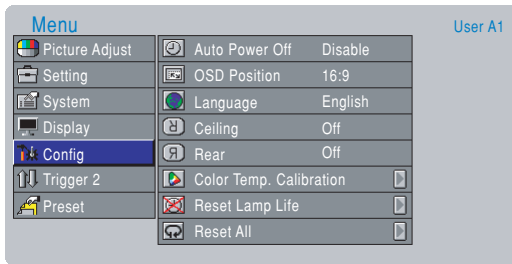 Menu
User A1
Picture Adjust
Setting
System
Display
Config
Trigger 2
Preset
Auto Power Off Disable
OSD Position 16:9
Language English
Ceiling Off
Rear Off
Color Temp. Calibration
Reset Lamp Life
Reset All